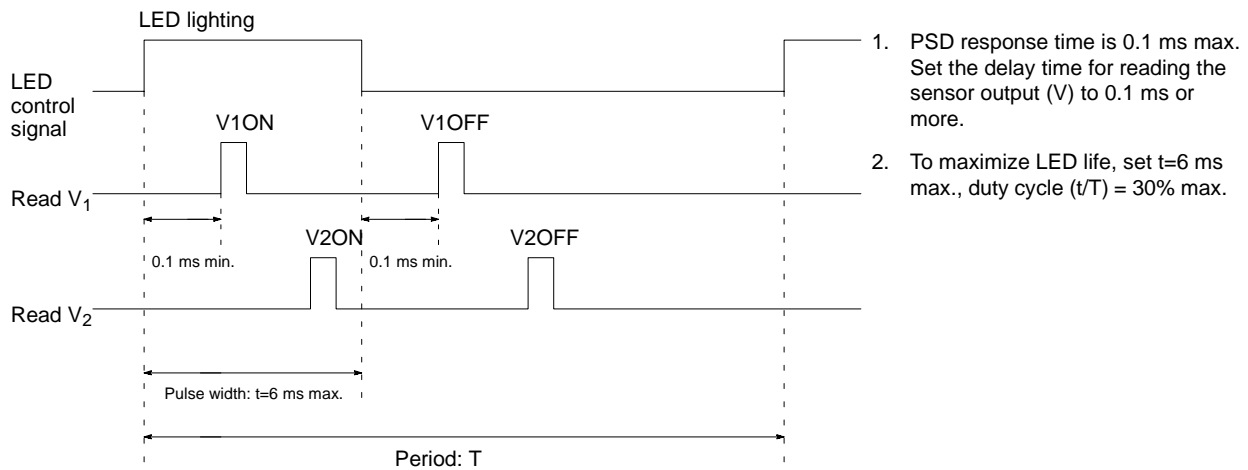 LED lighting
LED
control
signal
V1ON
V1OFF
Read V1
0.1 ms min.
V2ON
0.1 ms min.
V2OFF
Read V2
Pulse width: t=6 ms max.
Period: T
1. PSD response time is 0.1 ms max.
Set the delay time for reading the
sensor output (V) to 0.1 ms or
more.
2. To maximize LED life, set t=6 ms
max., duty cycle (t/T) = 30% max.